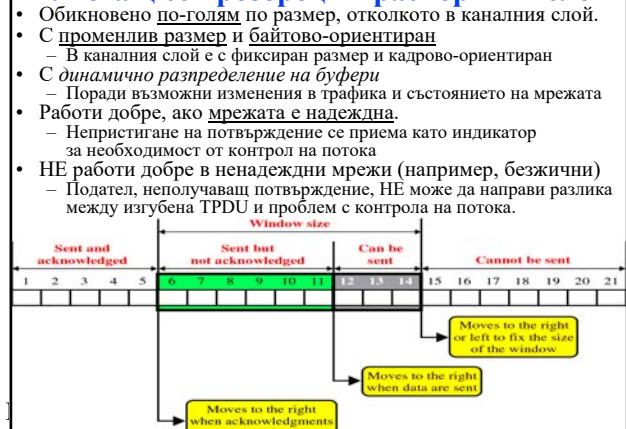 • Обикновено по-голям по размер, отколкото в каналния слой.
• С променлив размер и байтово-ориентиран
– В каналния слой е с фиксиран размер и кадрово-ориентиран
• С динамично разпределение на буфери
– Поради възможни изменения в трафика и състоянието на мрежата
• Работи добре, ако мрежата е надеждна.
– Непристигане на потвърждение се приема като индикатор
за необходимост от контрол на потока
• НЕ работи добре в ненадеждни мрежи (например, безжични)
– Подател, неполучаващ потвърждение, НЕ може да направи разлика
между изгубена TPDU и проблем с контрола на потока.
Window size
Sent and
acknowledged
Sent but
not acknowledged
Can be
sent
Cannot be sent
1 2 3 4 5 6 7 8 9 10 11 12 13 14 15 16 17 18 19 20 21
Moves to the right
or left to fix the size
of the window
Moves to the right
when data are sent
Moves to the right
when acknowledgments